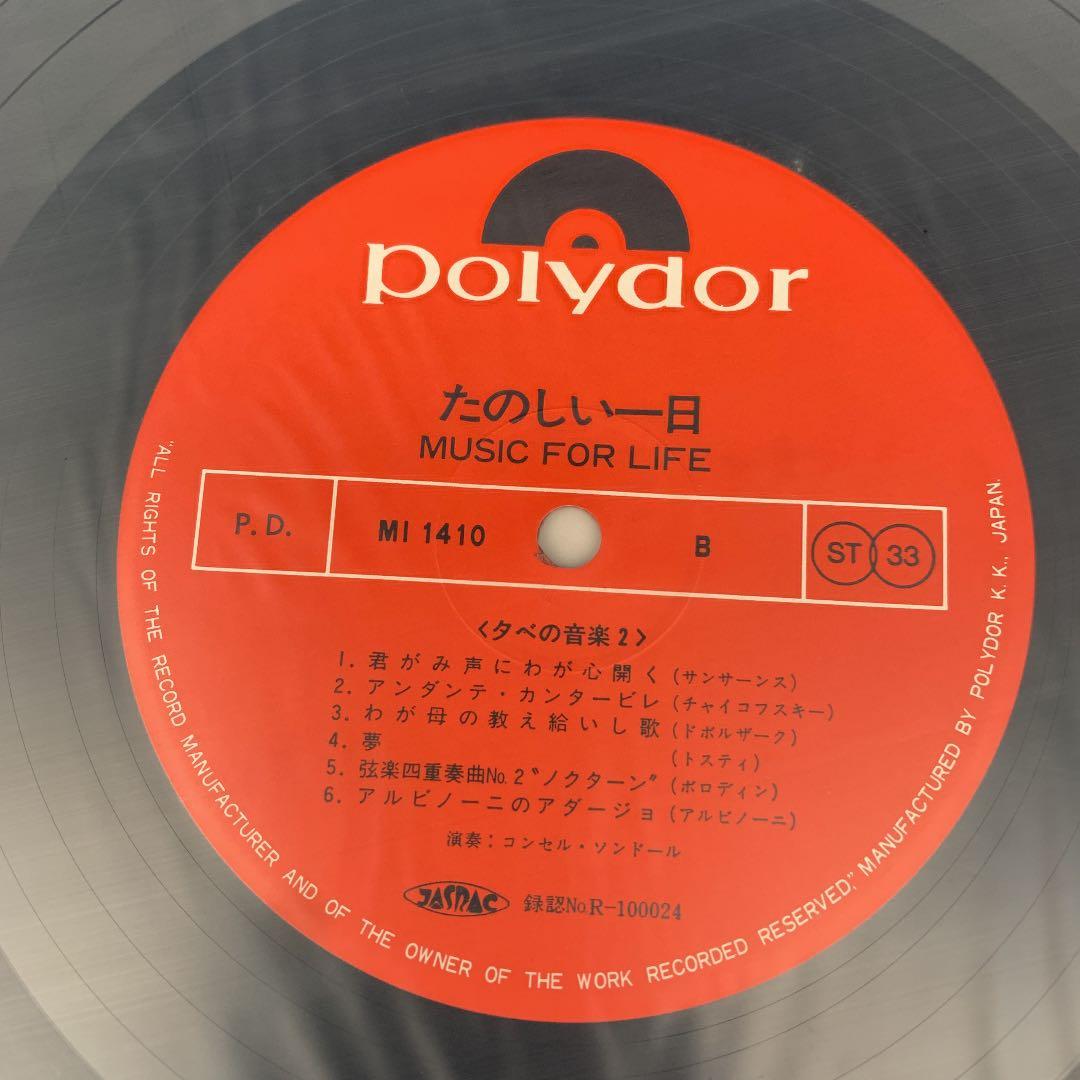 polydor
たのしい一日
MUSIC FOR LIFE
P.D. MI 1410 B ST 33
〈夕べの音楽2〉
1. 君がみ声にわが心開く (サンサーンス)
2. アンダンテ・カンタービレ (チャイコフスキー)
3. わが母の教え給いし歌 (ドボルザーク)
4. 夢 (トスティ)
5. 弦楽四重奏曲No.2〝ノクターン〞 (ボロディン)
6. アルビノーニのアダージョ (アルビノーニ)
演奏：コンセル・ソンドール
JASRAC 録認No.R-100024
"ALL RIGHTS OF THE RECORD MANUFACTURER AND OF THE OWNER OF THE WORK RECORDED RESERVED," MANUFACTURED BY POLYDOR K.K., JAPAN.